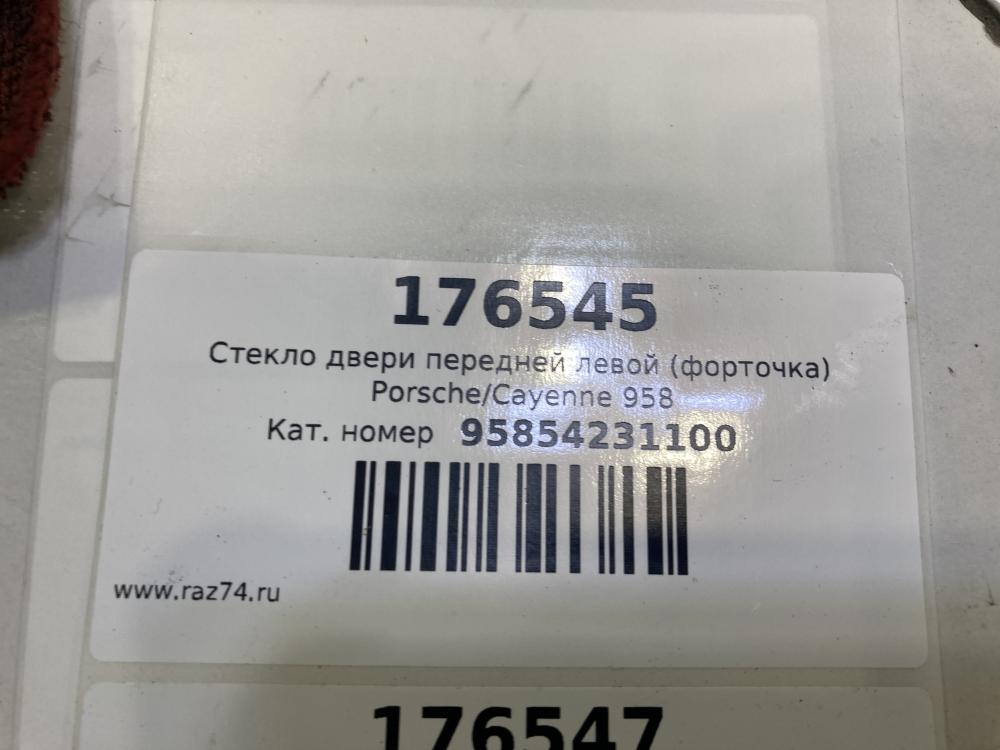 176545
Стекло двери передней левой (форточка)
Porsche/Cayenne 958
Кат. номер 95854231100
www.raz74.ru
176547